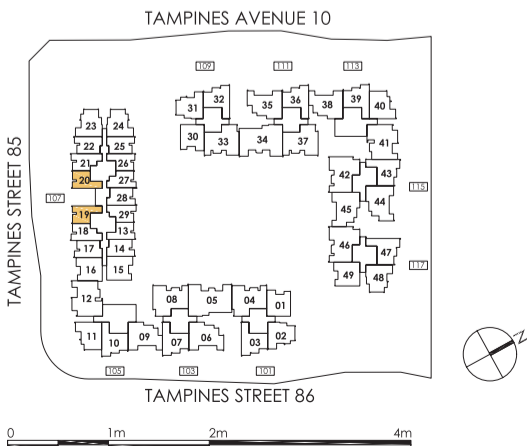 TAMPINES AVENUE 10
109 111 113
31 32 35 36 38 39 40
30 33 34 37 41
23 24
22 25
21 26
20 27
28
19 29
18 13
17 14
16 15
107
TAMPINES STREET 85
42 43
45 44
115
46 47
49 48
117
12 08 05 04 01
11 10 09 07 06 03 02
105 103 101
TAMPINES STREET 86
N
0 1m 2m 4m